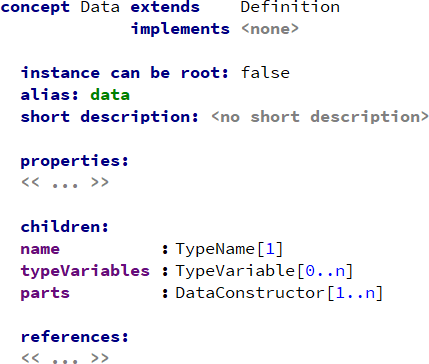 concept Data extends    Definition
             implements <none>
instance can be root: false
alias: data
short description: <no short description>
properties:
<< ... >>
children:
name          : TypeName[1]
typeVariables : TypeVariable[0..n]
parts         : DataConstructor[1..n]
references:
<< ... >>